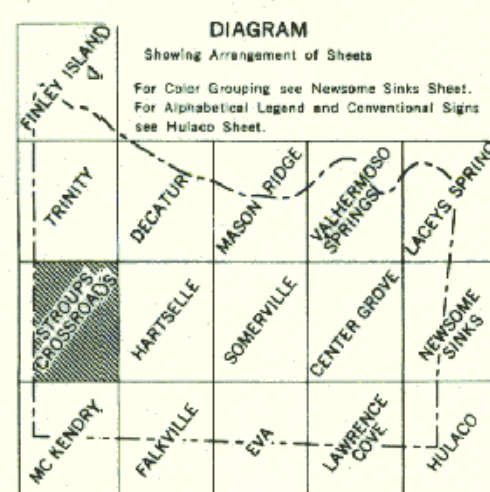 DIAGRAM
Showing Arrangement of Sheets
For Color Grouping see Newsome Sinks Sheet.
For Alphabetical Legend and Conventional Signs
see Hulaco Sheet.
FINLEY ISLAND
TRINITY
DECATUR
MASON RIDGE
VALHERMOSO
SPRINGS
LACEYS SPRING
STROUPS
CROSSROADS
HARTSELLE
SOMERVILLE
CENTER GROVE
NEWSOME
SINKS
MC KENDRY
FALKVILLE
EVA
LAWRENCE
COVE
HULACO